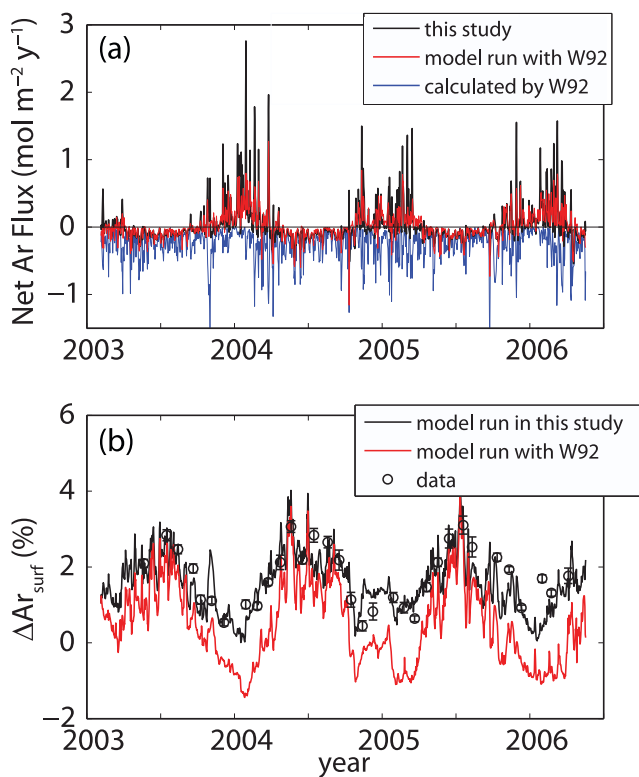 (a)
this study
model run with W92
calculated by W92
Net Ar Flux (mol m⁻² y⁻¹)
3
2
1
0
−1
2003
2004
2005
2006
(b)
model run in this study
model run with W92
data
ΔAr_surf (%)
6
4
2
0
−2
2003
2004
2005
2006
year